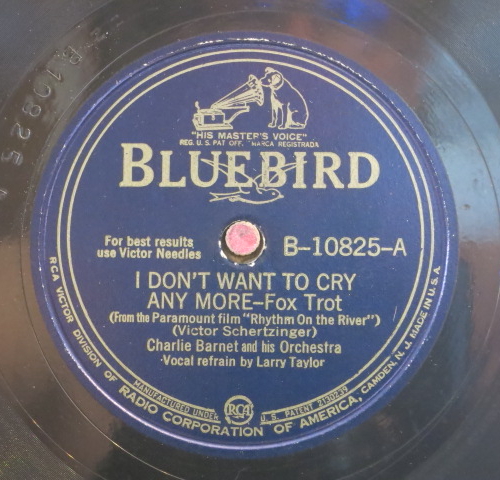 B 10825 A
"HIS MASTER'S VOICE"
REG. U.S. PAT. OFF. MARCA REGISTRADA
BLUEBIRD
For best results
use Victor Needles
B-10825-A
I DON'T WANT TO CRY
ANY MORE-Fox Trot
(From the Paramount film "Rhythm On the River")
(Victor Schertzinger)
Charlie Barnet and his Orchestra
Vocal refrain by Larry Taylor
MANUFACTURED UNDER RCA U.S. PATENT 2130239
RCA VICTOR DIVISION OF RADIO CORPORATION OF AMERICA, CAMDEN, N. J. MADE IN U.S.A.